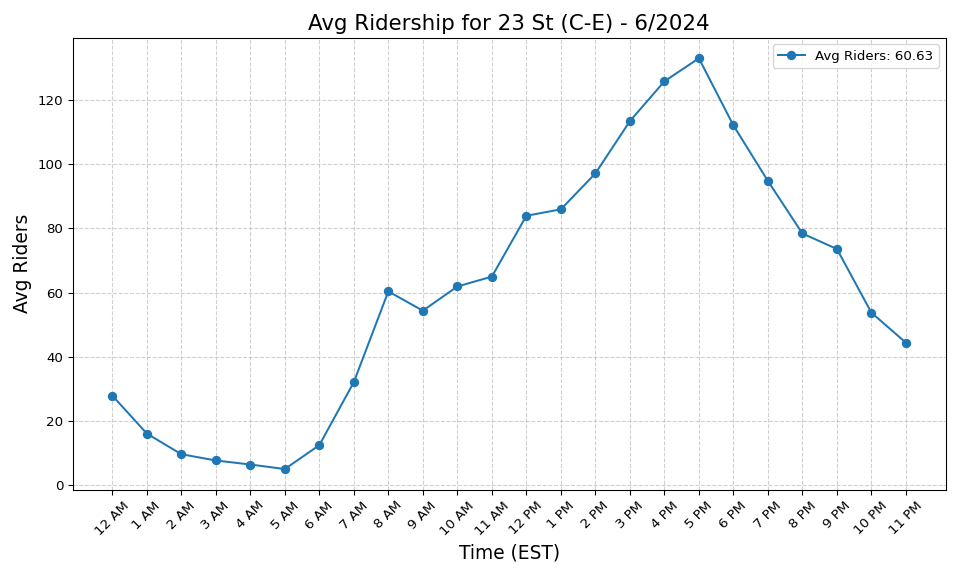 Avg Ridership for 23 St (C-E) - 6/2024
Avg Riders: 60.63
Avg Riders
120
100
80
60
40
20
0
12 AM
1 AM
2 AM
3 AM
4 AM
5 AM
6 AM
7 AM
8 AM
9 AM
10 AM
11 AM
12 PM
1 PM
2 PM
3 PM
4 PM
5 PM
6 PM
7 PM
8 PM
9 PM
10 PM
11 PM
Time (EST)